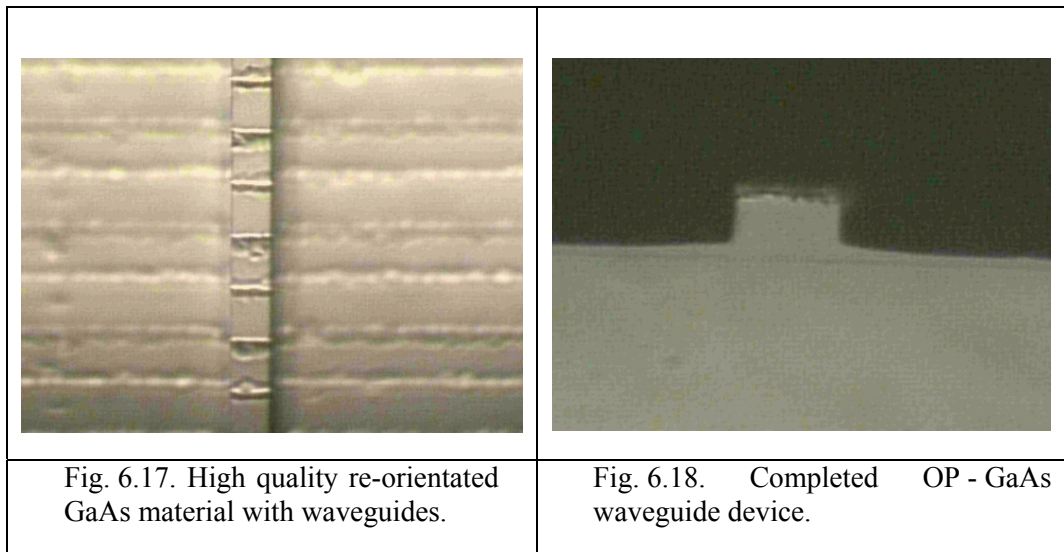 Fig. 6.17. High quality re-orientated
GaAs material with waveguides.
Fig. 6.18. Completed OP - GaAs
waveguide device.